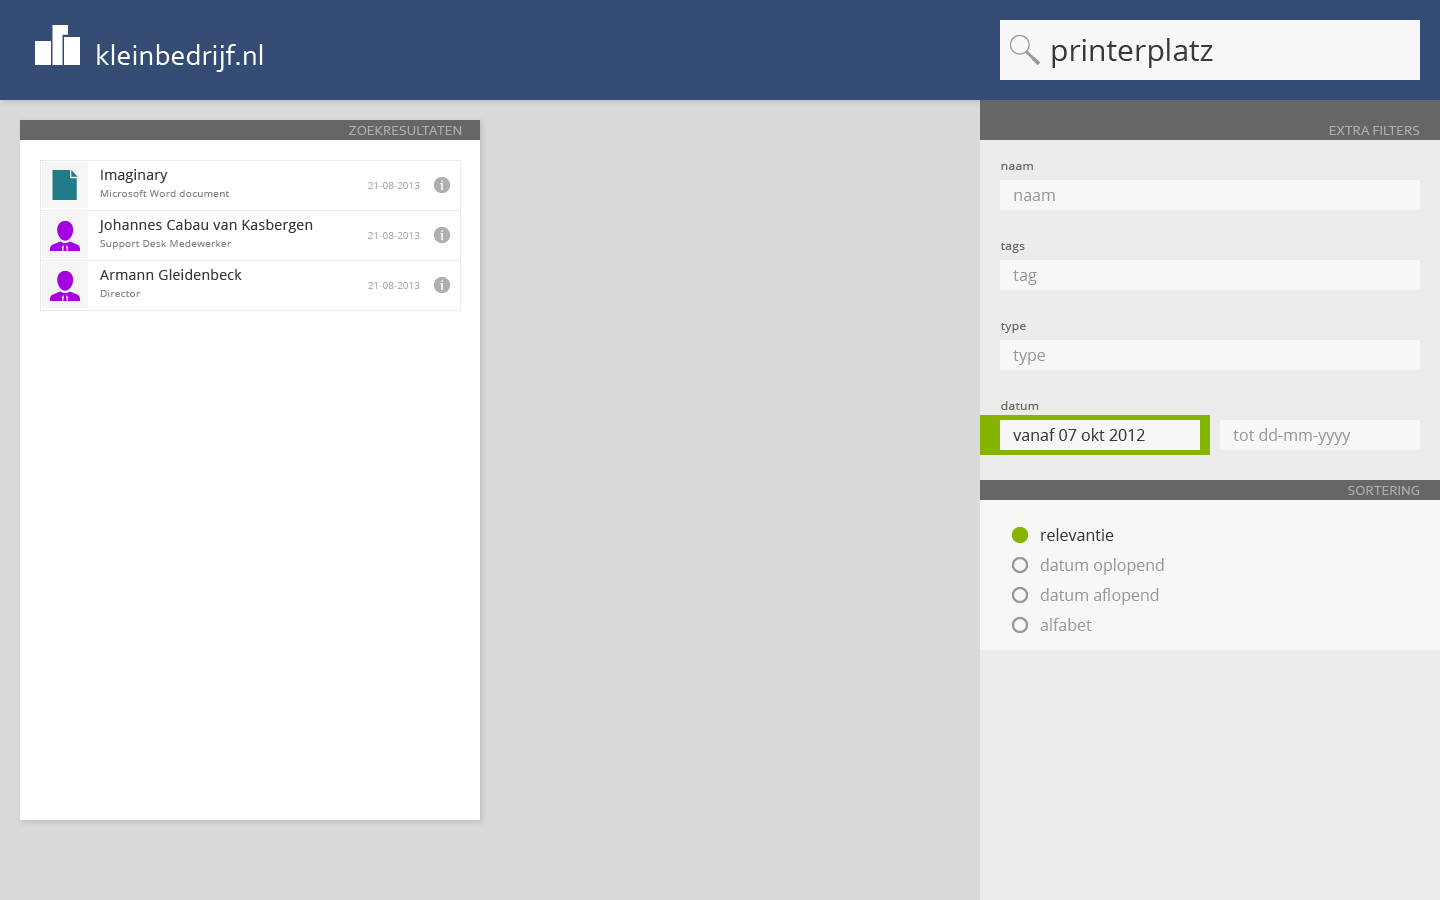 kleinbedrijf.nl
printerplatz
ZOEKRESULTATEN
Imaginary
Microsoft Word document
21-08-2013
Johannes Cabau van Kasbergen
Support Desk Medewerker
21-08-2013
Armann Gleidenbeck
Director
21-08-2013
EXTRA FILTERS
naam
naam
tags
tag
type
type
datum
vanaf 07 okt 2012
tot dd-mm-yyyy
SORTERING
relevantie
datum oplopend
datum aflopend
alfabet